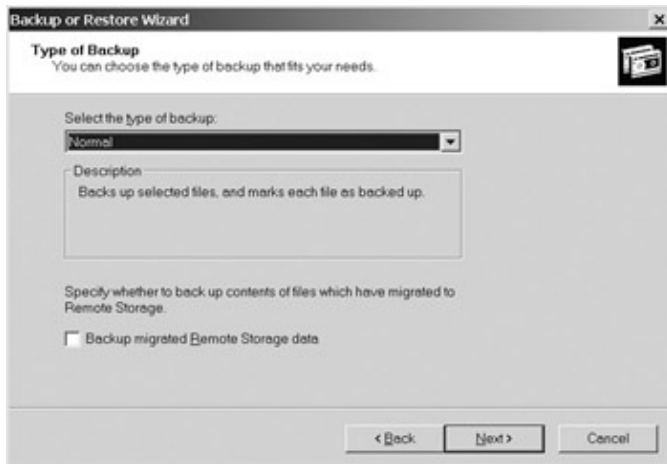 Backup or Restore Wizard
Type of Backup
You can choose the type of backup that fits your needs.
Select the type of backup:
Normal
Description
Backs up selected files, and marks each file as backed up.
Specify whether to back up contents of files which have migrated to
Remote Storage.
Backup migrated Remote Storage data
< Back
Next >
Cancel